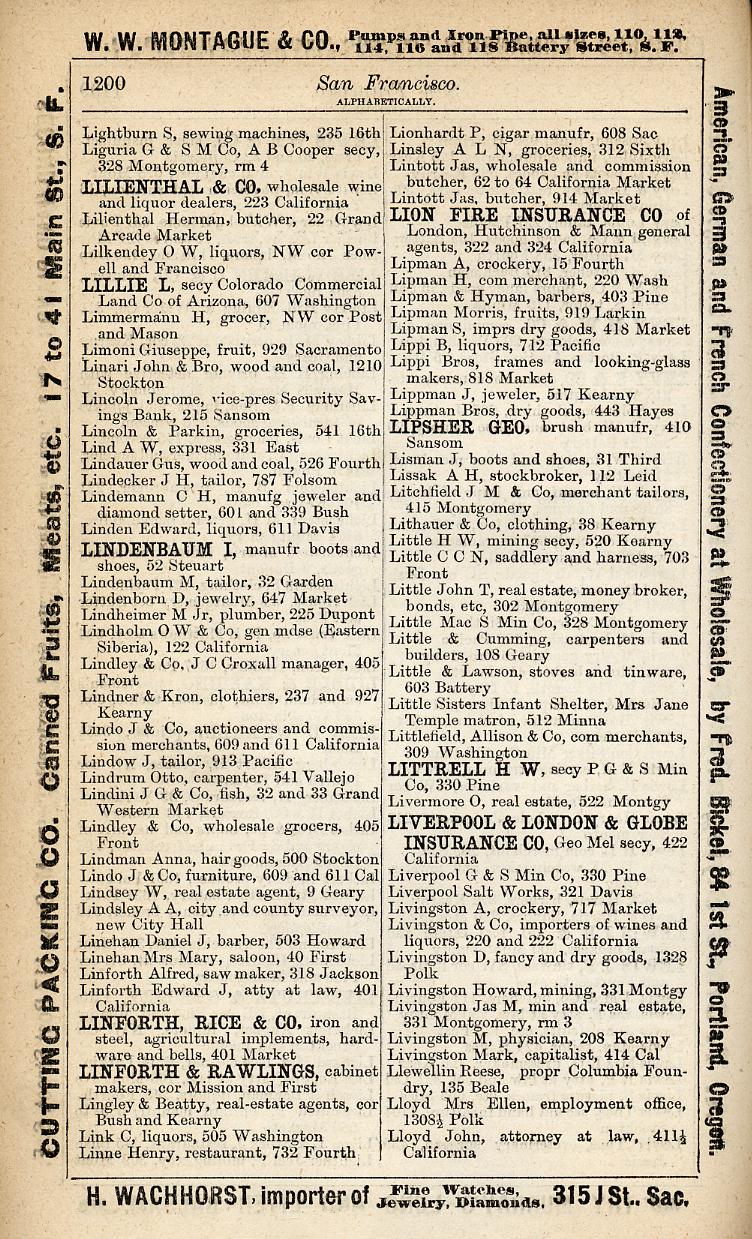 W. W. MONTAGUE & CO., Pumps and Iron Pipe, all sizes, 110, 112,
114, 116 and 118 Battery Street, S. F.
1200
San Francisco.
ALPHABETICALLY.
Lightburn S, sewing machines, 235 16th
Liguria G & S M Co, A B Cooper secy,
328 Montgomery, rm 4
LILIENTHAL & CO. wholesale wine
and liquor dealers, 223 California
Lilienthal Herman, butcher, 22 Grand
Arcade Market
Lilkendey O W, liquors, NW cor Pow-
ell and Francisco
LILLIE L, secy Colorado Commercial
Land Co of Arizona, 607 Washington
Limmermann H, grocer, NW cor Post
and Mason
Limoni Giuseppe, fruit, 929 Sacramento
Linari John & Bro, wood and coal, 1210
Stockton
Lincoln Jerome, vice-pres Security Sav-
ings Bank, 215 Sansom
Lincoln & Parkin, groceries, 541 16th
Lind A W, express, 331 East
Lindauer Gus, wood and coal, 526 Fourth
Lindecker J H, tailor, 787 Folsom
Lindemann C H, manufg jeweler and
diamond setter, 601 and 339 Bush
Linden Edward, liquors, 611 Davis
LINDENBAUM I, manufr boots and
shoes, 52 Steuart
Lindenbaum M, tailor, 32 Garden
Lindenborn D, jewelry, 647 Market
Lindheimer M Jr, plumber, 225 Dupont
Lindholm O W & Co, gen mdse (Eastern
Siberia), 122 California
Lindley & Co, J C Croxall manager, 405
Front
Lindner & Kron, clothiers, 237 and 927
Kearny
Lindo J & Co, auctioneers and commis-
sion merchants, 609 and 611 California
Lindow J, tailor, 913 Pacific
Lindrum Otto, carpenter, 541 Vallejo
Lindini J G & Co, fish, 32 and 33 Grand
Western Market
Lindley & Co, wholesale grocers, 405
Front
Lindman Anna, hair goods, 500 Stockton
Lindo J & Co, furniture, 609 and 611 Cal
Lindsey W, real estate agent, 9 Geary
Lindsley A A, city and county surveyor,
new City Hall
Linehan Daniel J, barber, 503 Howard
Linehan Mrs Mary, saloon, 40 First
Linforth Alfred, saw maker, 318 Jackson
Linforth Edward J, atty at law, 401
California
LINFORTH, RICE & CO. iron and
steel, agricultural implements, hard-
ware and bells, 401 Market
LINFORTH & RAWLINGS, cabinet
makers, cor Mission and First
Lingley & Beatty, real-estate agents, cor
Bush and Kearny
Link C, liquors, 505 Washington
Linne Henry, restaurant, 732 Fourth
Lionhardt P, cigar manufr, 608 Sac
Linsley A L N, groceries, 312 Sixth
Lintott Jas, wholesale and commission
butcher, 62 to 64 California Market
Lintott Jas, butcher, 914 Market
LION FIRE INSURANCE CO of
London, Hutchinson & Mann general
agents, 322 and 324 California
Lipman A, crockery, 15 Fourth
Lipman H, com merchant, 220 Wash
Lipman & Hyman, barbers, 403 Pine
Lipman Morris, fruits, 919 Larkin
Lipman S, imprs dry goods, 418 Market
Lippi B, liquors, 712 Pacific
Lippi Bros, frames and looking-glass
makers, 818 Market
Lippman J, jeweler, 517 Kearny
Lippman Bros, dry goods, 443 Hayes
LIPSHER GEO. brush manufr, 410
Sansom
Lisman J, boots and shoes, 31 Third
Lissak A H, stockbroker, 112 Leid
Litchfield J M & Co, merchant tailors,
415 Montgomery
Lithauer & Co, clothing, 38 Kearny
Little H W, mining secy, 520 Kearny
Little C C N, saddlery and harness, 703
Front
Little John T, real estate, money broker,
bonds, etc, 302 Montgomery
Little Mac S Min Co, 328 Montgomery
Little & Cumming, carpenters and
builders, 108 Geary
Little & Lawson, stoves and tinware,
603 Battery
Little Sisters Infant Shelter, Mrs Jane
Temple matron, 512 Minna
Littlefield, Allison & Co, com merchants,
309 Washington
LITTRELL H W, secy P G & S Min
Co, 330 Pine
Livermore O, real estate, 522 Montgy
LIVERPOOL & LONDON & GLOBE
INSURANCE CO, Geo Mel secy, 422
California
Liverpool G & S Min Co, 330 Pine
Liverpool Salt Works, 321 Davis
Livingston A, crockery, 717 Market
Livingston & Co, importers of wines and
liquors, 220 and 222 California
Livingston D, fancy and dry goods, 1328
Polk
Livingston Howard, mining, 331 Montgy
Livingston Jas M, min and real estate,
331 Montgomery, rm 3
Livingston M, physician, 208 Kearny
Livingston Mark, capitalist, 414 Cal
Llewellin Reese, propr Columbia Foun-
dry, 135 Beale
Lloyd Mrs Ellen, employment office,
1308½ Polk
Lloyd John, attorney at law, 411½
California
CUTTING PACKING CO. Canned Fruits, Meats, etc. 17 to 41 Main St., S. F.
American, German and French Confectionery at Wholesale, by Fred. Bickel, 84 1st St., Portland, Oregon.
H. WACHHORST, importer of Fine Watches,
Jewelry, Diamonds, 315 J St., Sac.